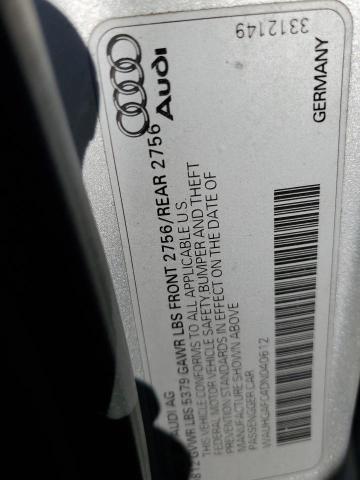 3312149
Audi
GERMANY
AUDI AG
812 GVWR LBS 5379 GAWR LBS FRONT 2756/REAR 2756
THIS VEHICLE CONFORMS TO ALL APPLICABLE U.S.
FEDERAL MOTOR VEHICLE SAFETY, BUMPER AND THEFT
PREVENTION STANDARDS IN EFFECT ON THE DATE OF
MANUFACTURE SHOWN ABOVE
PASSENGER CAR
WAUHGAFC4DN040612